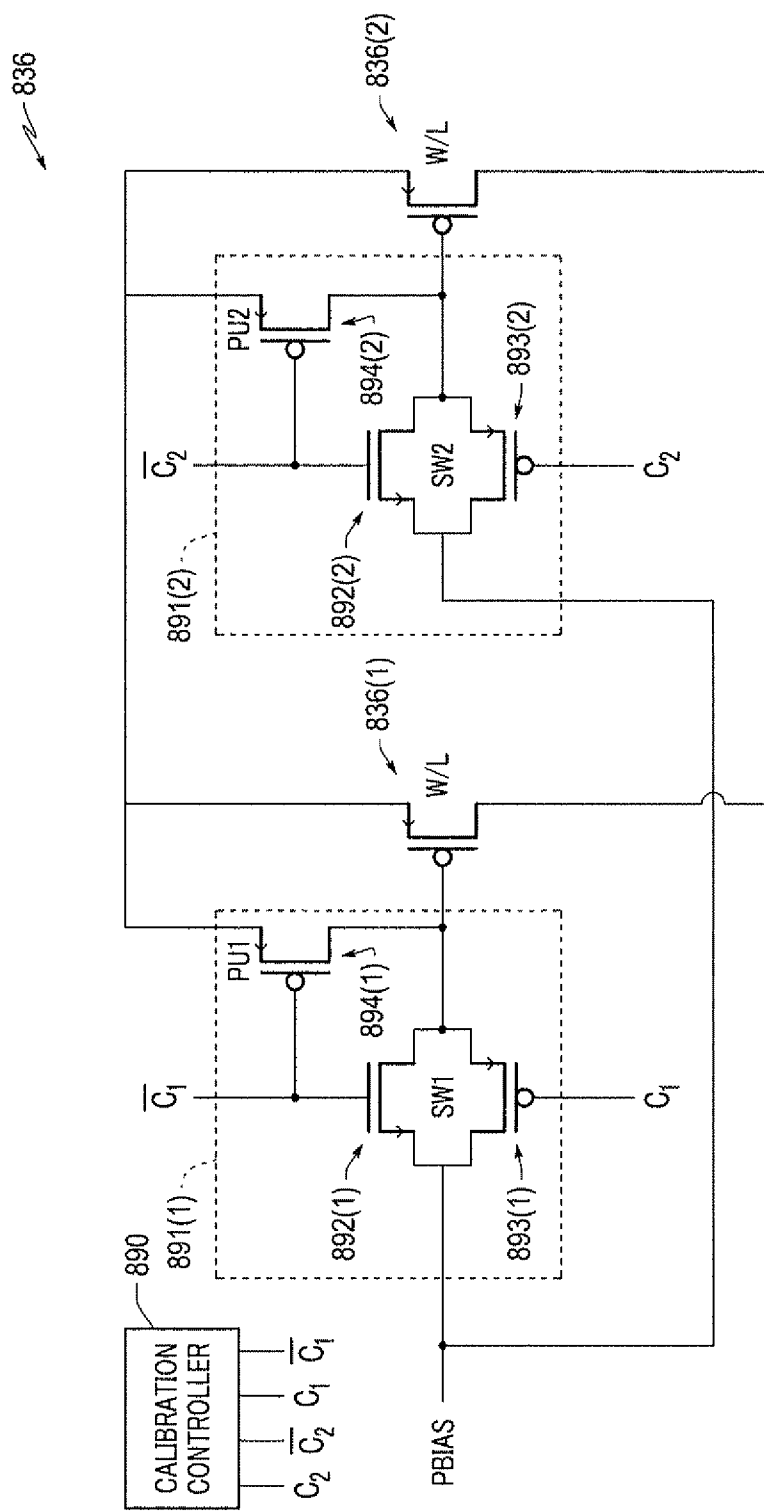 836
890
CALIBRATION
CONTROLLER
C₂
C̅₂
C₁
C̅₁
891(1)
C̅₁
PU1
894(1)
892(1)
SW1
893(1)
C₁
836(1)
W/L
PBIAS
891(2)
C̅₂
PU2
894(2)
892(2)
SW2
893(2)
C₂
836(2)
W/L